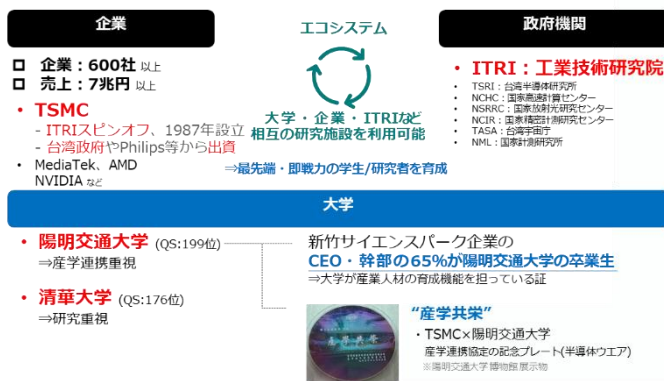 企業
□ 企業：600社 以上
□ 売上：7兆円 以上
• TSMC
- ITRIスピンオフ、1987年設立
- 台湾政府やPhilips等から出資
• MediaTek、AMD
NVIDIA など
エコシステム
大学・企業・ITRIなど
相互の研究施設を利用可能
⇒最先端・即戦力の学生/研究者を育成
政府機関
• ITRI：工業技術研究院
• TSRI：台湾半導体研究所
• NCHC：国家高速計算センター
• NSRRC：国家放射光研究センター
• NCIR：国家精密計測研究センター
• TASA：台湾宇宙庁
• NML：国家計測研究所
大学
• 陽明交通大学 (QS:199位)
⇒産学連携重視
• 清華大学 (QS:176位)
⇒研究重視
新竹サイエンスパーク企業の
CEO・幹部の65%が陽明交通大学の卒業生
⇒大学が産業人材の育成機能を担っている証
産學共榮
“産学共栄”
・TSMC×陽明交通大学
産学連携協定の記念プレート(半導体ウエア)
※陽明交通大学博物館展示物